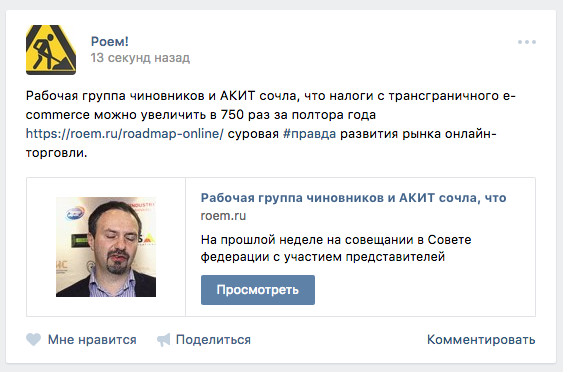 Роем!
13 секунд назад
Рабочая группа чиновников и АКИТ сочла, что налоги с трансграничного e-
commerce можно увеличить в 750 раз за полтора года
https://roem.ru/roadmap-online/ суровая #правда развития рынка онлайн-
торговли.
Рабочая группа чиновников и АКИТ сочла, что
roem.ru
На прошлой неделе на совещании в Совете
федерации с участием представителей
Просмотреть
Мне нравится
Поделиться
Комментировать